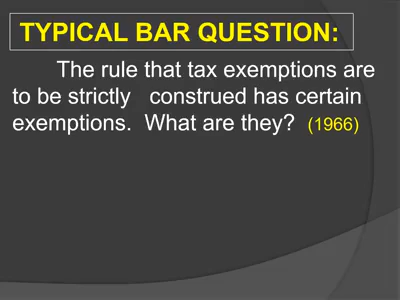 TYPICAL BAR QUESTION:
The rule that tax exemptions are
to be strictly construed has certain
exemptions. What are they? (1966)